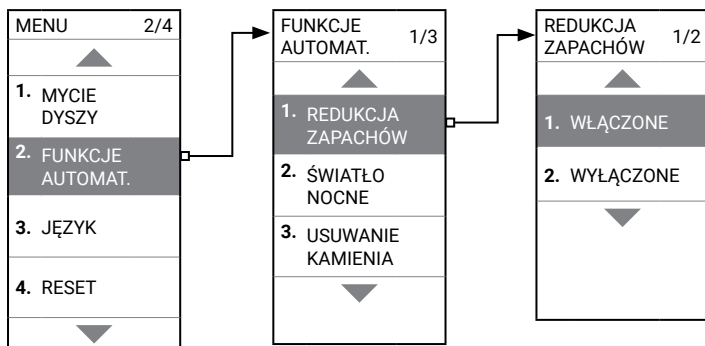 MENU 2/4
1. MYCIE
DYSZY
2. FUNKCJE
AUTOMAT.
3. JĘZYK
4. RESET
FUNKCJE
AUTOMAT. 1/3
1. REDUKCJA
ZAPACHÓW
2. ŚWIATŁO
NOCNE
3. USUWANIE
KAMIENIA
REDUKCJA
ZAPACHÓW 1/2
1. WŁĄCZONE
2. WYŁĄCZONE